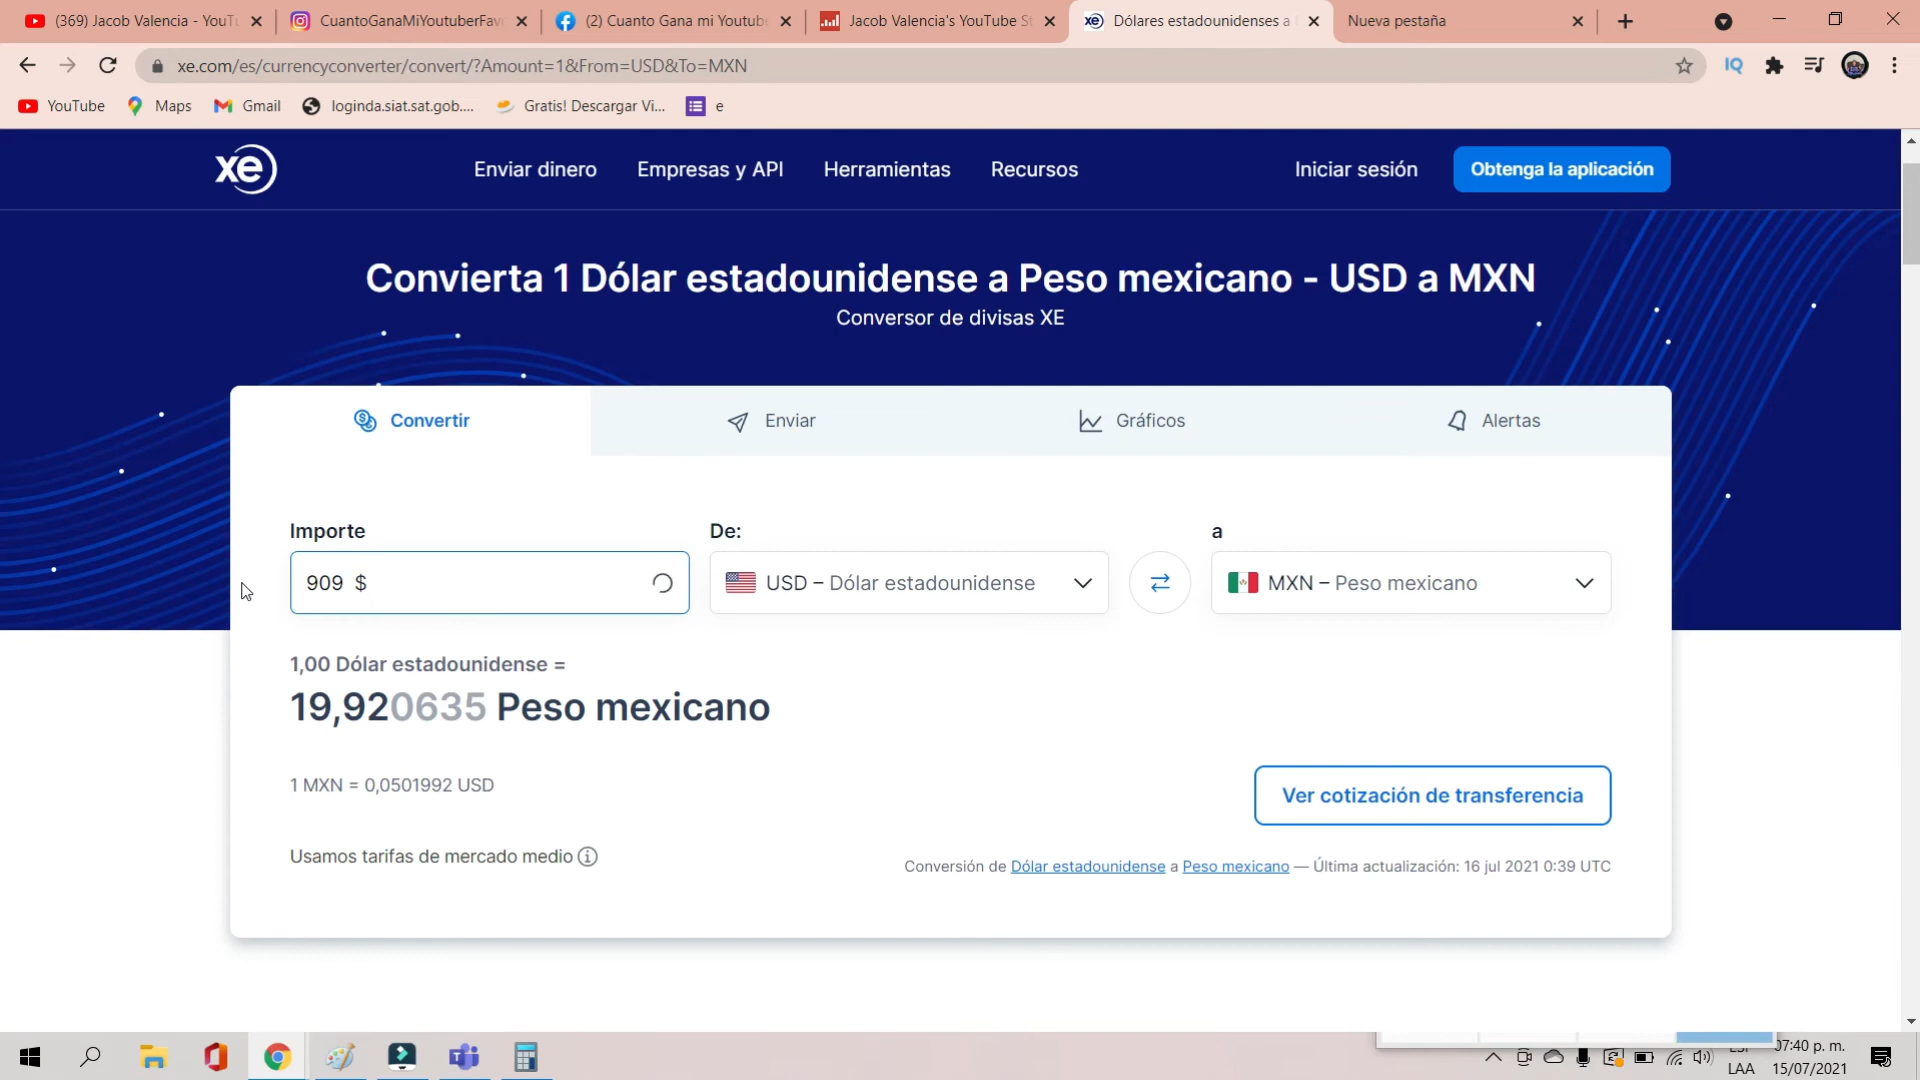 (369) Jacob Valencia - YouT
CuantoGanaMiYoutuberFav
(2) Cuanto Gana mi Youtube
Jacob Valencia's YouTube St
Dólares estadounidenses a
Nueva pestaña
xe.com/es/currencyconverter/convert/?Amount=1&From=USD&To=MXN
IQ
YouTube
Maps
Gmail
loginda.siat.sat.gob....
Gratis! Descargar Vi...
e
xe
Enviar dinero
Empresas y API
Herramientas
Recursos
Iniciar sesión
Obtenga la aplicación
Convierta 1 Dólar estadounidense a Peso mexicano - USD a MXN
Conversor de divisas XE
Convertir
Enviar
Gráficos
Alertas
Importe
De:
a
909 $
USD – Dólar estadounidense
MXN – Peso mexicano
1,00 Dólar estadounidense =
19,920635 Peso mexicano
1 MXN = 0,0501992 USD
Ver cotización de transferencia
Usamos tarifas de mercado medio
Conversión de Dólar estadounidense a Peso mexicano — Última actualización: 16 jul 2021 0:39 UTC
07:40 p. m.
LAA
15/07/2021